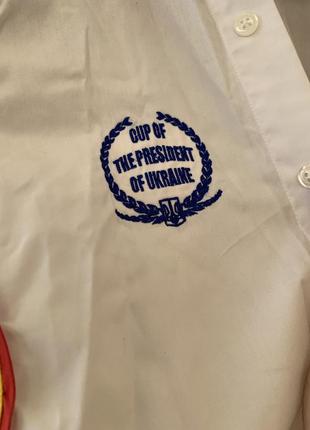 CUP OF
THE PRESIDENT
OF UKRAINE